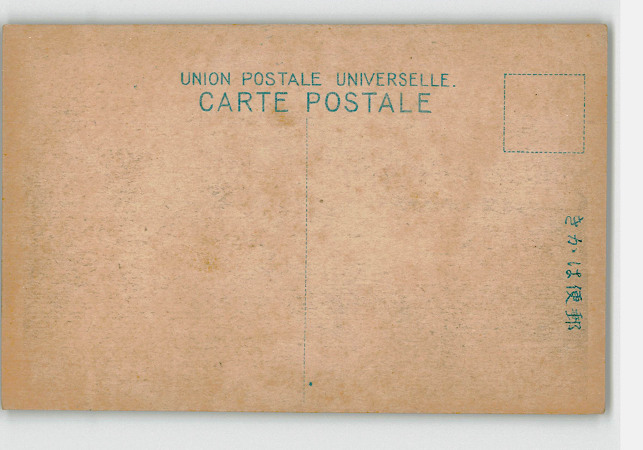 UNION POSTALE UNIVERSELLE.
CARTE POSTALE
きかは便郵